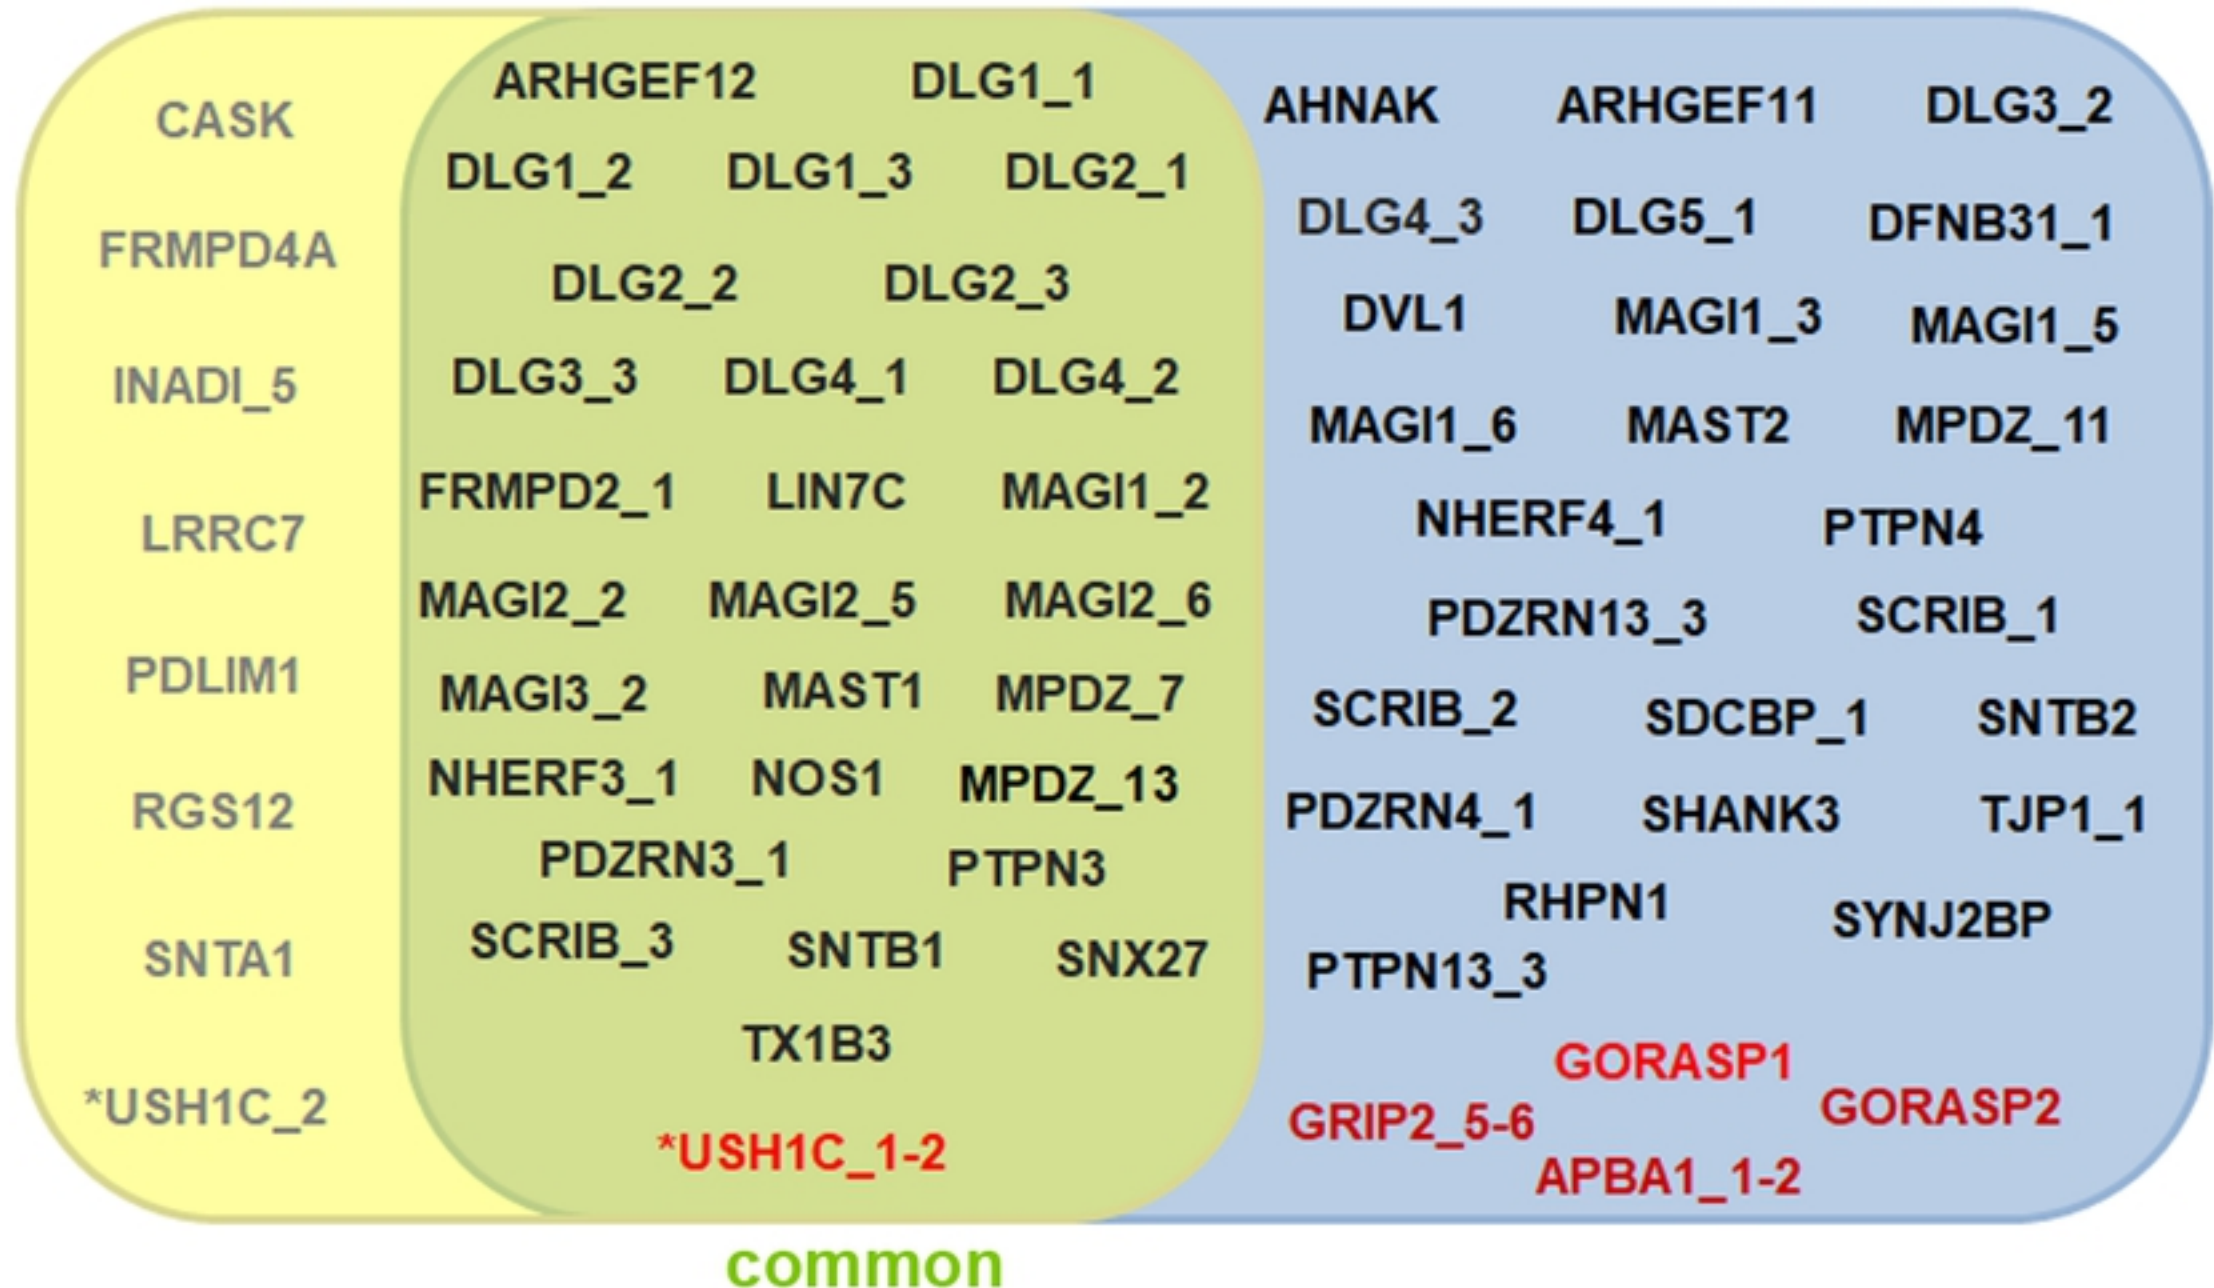 CASK
FRMPD4A
INADI_5
LRRC7
PDLIM1
RGS12
SNTA1
*USH1C_2
ARHGEF12 DLG1_1
DLG1_2 DLG1_3 DLG2_1
DLG2_2 DLG2_3
DLG3_3 DLG4_1 DLG4_2
FRMPD2_1 LIN7C MAGI1_2
MAGI2_2 MAGI2_5 MAGI2_6
MAGI3_2 MAST1 MPDZ_7
NHERF3_1 NOS1 MPDZ_13
PDZRN3_1 PTPN3
SCRIB_3 SNTB1 SNX27
TX1B3
*USH1C_1-2
AHNAK ARHGEF11 DLG3_2
DLG4_3 DLG5_1 DFNB31_1
DVL1 MAGI1_3 MAGI1_5
MAGI1_6 MAST2 MPDZ_11
NHERF4_1 PTPN4
PDZRN13_3 SCRIB_1
SCRIB_2 SDCBP_1 SNTB2
PDZRN4_1 SHANK3 TJP1_1
RHPN1 SYNJ2BP
PTPN13_3
GORASP1
GRIP2_5-6 GORASP2
APBA1_1-2
common